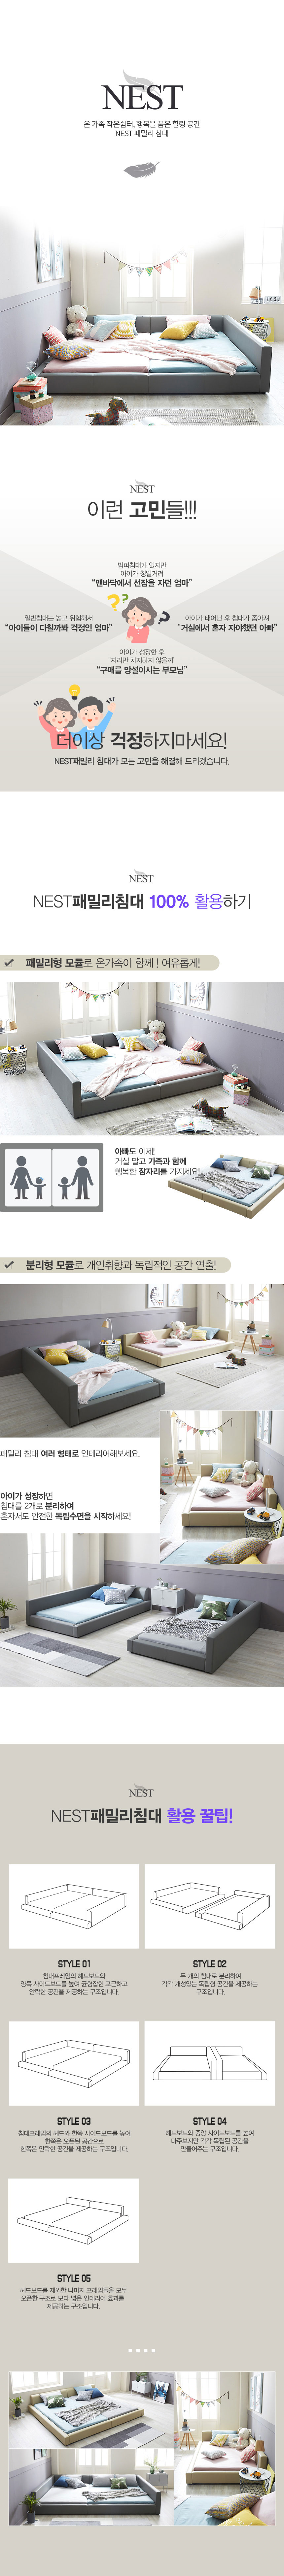 NEST
온 가족 작은쉼터, 행복을 품은 힐링 공간
NEST 패밀리 침대
NEST
이런 고민들!!!
범퍼침대가 있지만
아이가 칭얼거려
“맨바닥에서 선잠을 자던 엄마”
일반침대는 높고 위험해서
“아이들이 다칠까봐 걱정인 엄마”
아이가 태어난 후 침대가 좁아져
“거실에서 혼자 자야했던 아빠”
아이가 성장한 후
‘자리만 차지하지 않을까’
“구매를 망설이시는 부모님”
더이상 걱정하지마세요!
NEST패밀리 침대가 모든 고민을 해결해 드리겠습니다.
NEST
NEST패밀리침대 100% 활용하기
패밀리형 모듈로 온가족이 함께 ! 여유롭게!
아빠도 이제!
거실 말고 가족과 함께
행복한 잠자리를 가지세요!
분리형 모듈로 개인취향과 독립적인 공간 연출!
패밀리 침대 여러 형태로 인테리어해보세요.
아이가 성장하면
침대를 2개로 분리하여
혼자서도 안전한 독립수면을 시작하세요!
NEST
NEST패밀리침대 활용 꿀팁!
STYLE 01
침대프레임의 헤드보드와
양쪽 사이드보드를 높여 균형잡힌 포근하고
안락한 공간을 제공하는 구조입니다.
STYLE 02
두 개의 침대로 분리하여
각각 개성있는 독립형 공간을 제공하는
구조입니다.
STYLE 03
침대프레임의 헤드와 한쪽 사이드보드를 높여
한쪽은 오픈된 공간으로
한쪽은 안락한 공간을 제공하는 구조입니다.
STYLE 04
헤드보드와 중앙 사이드보드를 높여
마주보지만 각각 독립된 공간을
만들어주는 구조입니다.
STYLE 05
헤드보드를 제외한 나머지 프레임들을 모두
오픈한 구조로 보다 넓은 인테리어 효과를
제공하는 구조입니다.